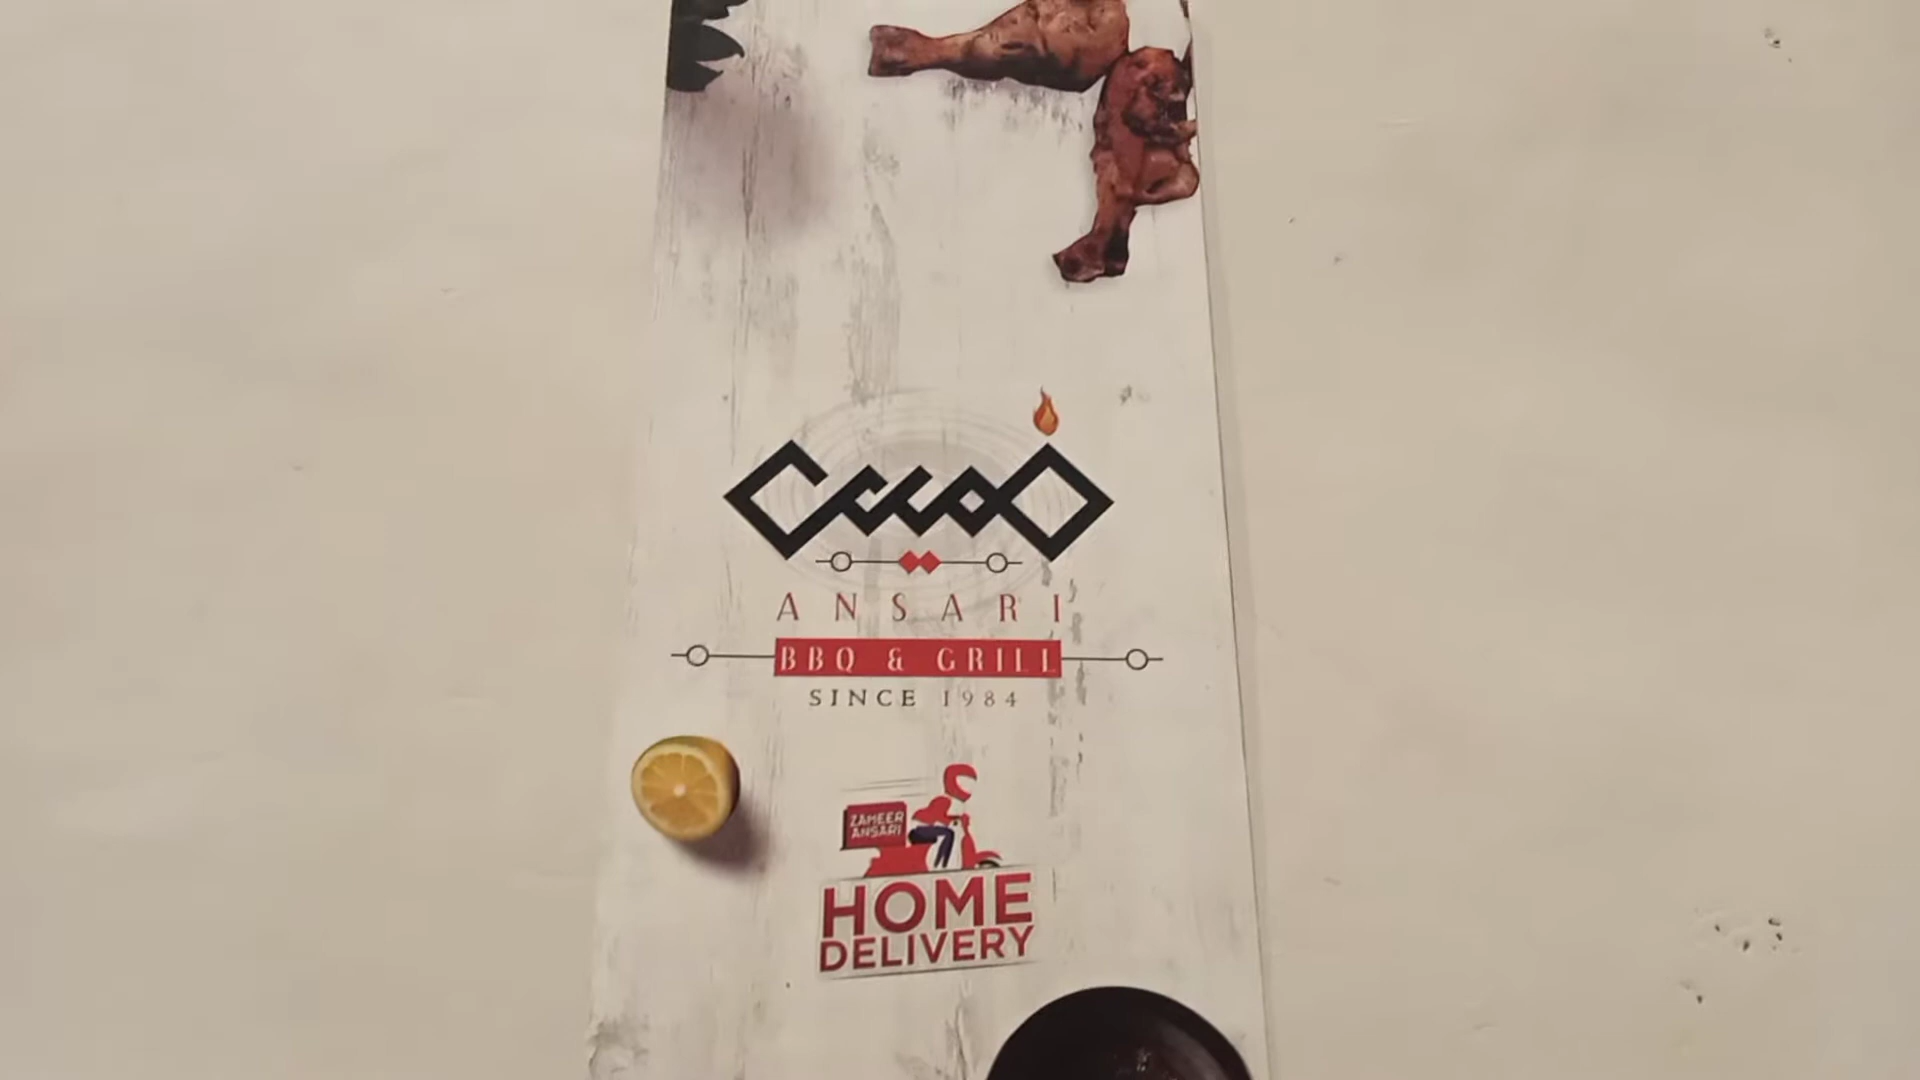 ANSARI
BBQ & GRILL
SINCE 1984
ZAMEER
ANSARI
HOME
DELIVERY